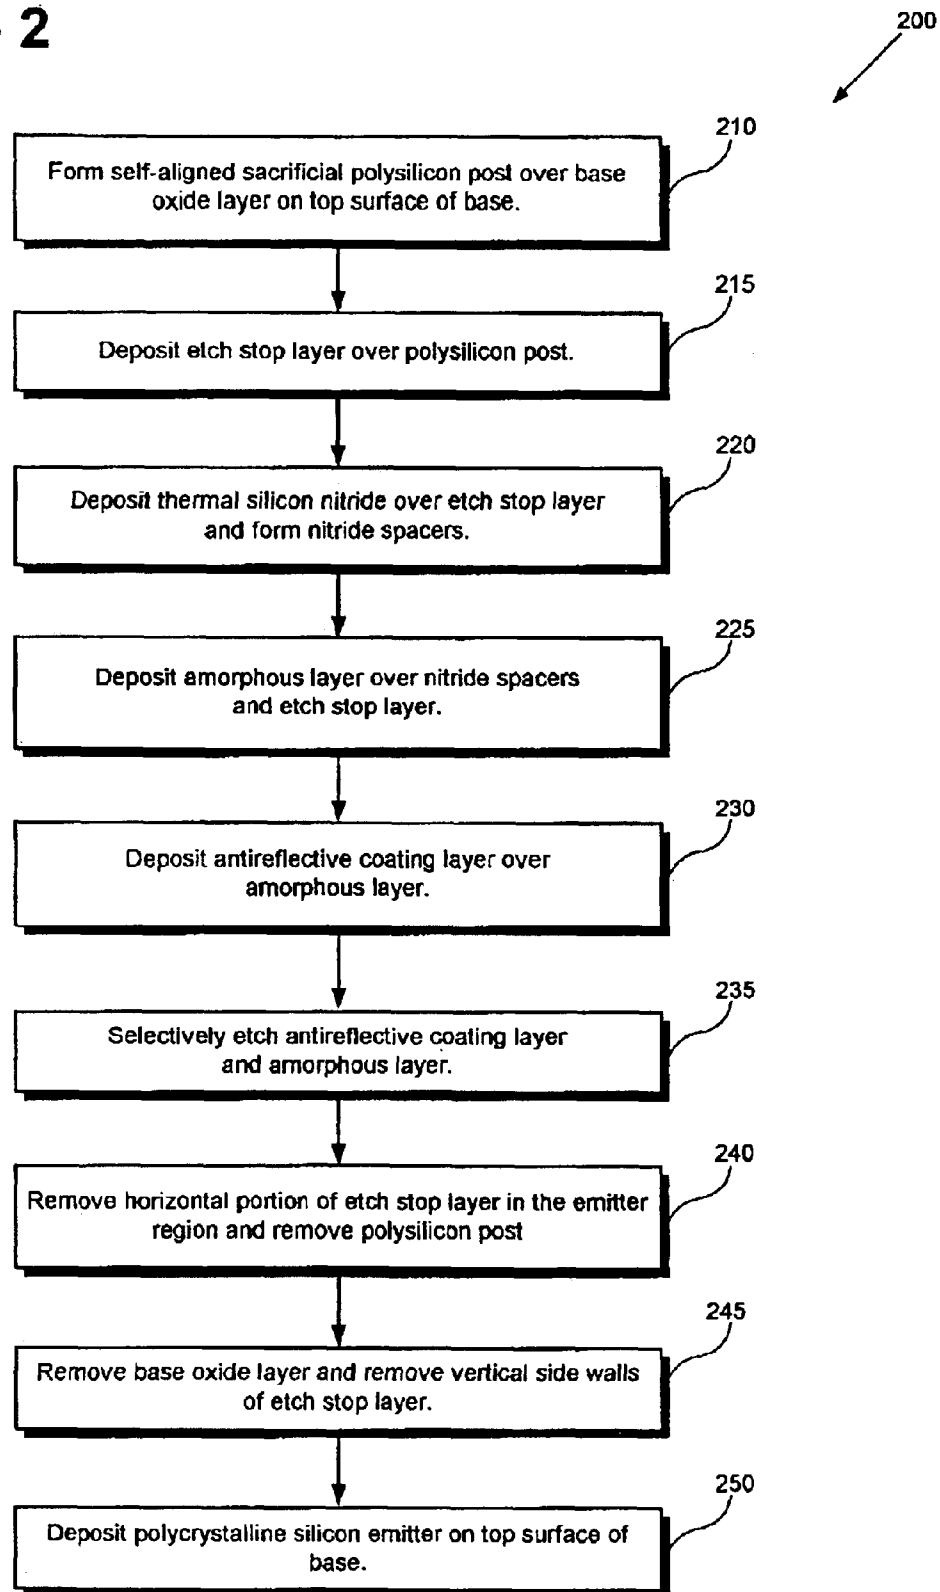 2
200
210
Form self-aligned sacrificial polysilicon post over base
oxide layer on top surface of base.
215
Deposit etch stop layer over polysilicon post.
220
Deposit thermal silicon nitride over etch stop layer
and form nitride spacers.
225
Deposit amorphous layer over nitride spacers
and etch stop layer.
230
Deposit antireflective coating layer over
amorphous layer.
235
Selectively etch antireflective coating layer
and amorphous layer.
240
Remove horizontal portion of etch stop layer in the emitter
region and remove polysilicon post
245
Remove base oxide layer and remove vertical side walls
of etch stop layer.
250
Deposit polycrystalline silicon emitter on top surface of
base.